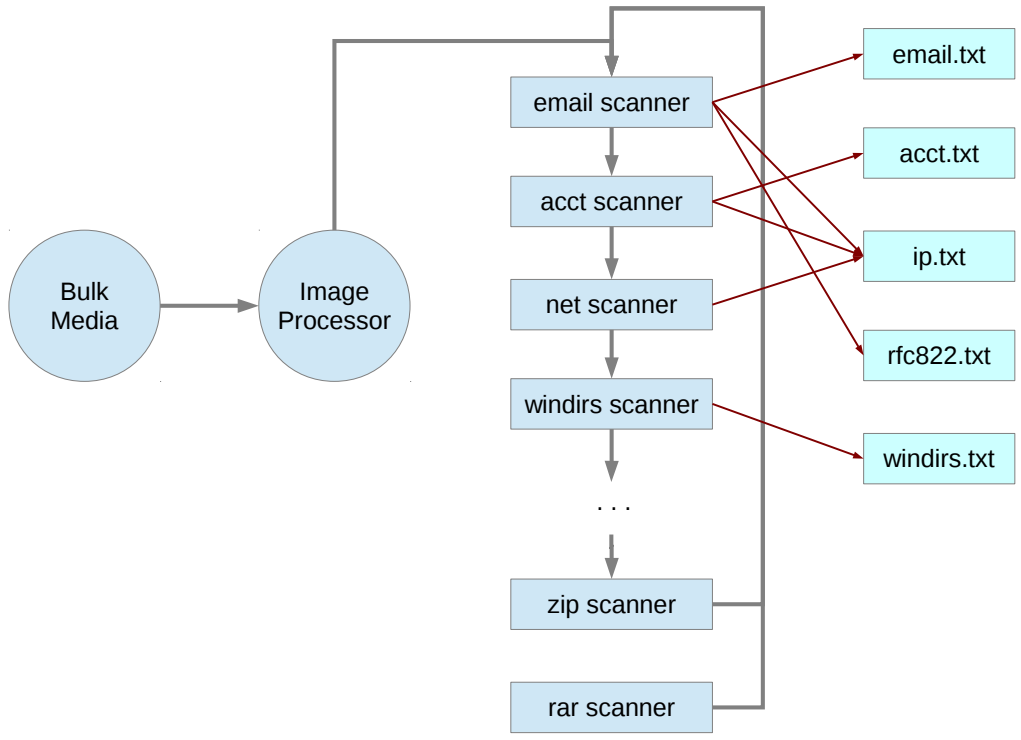 Bulk
Media
Image
Processor
email scanner
acct scanner
net scanner
windirs scanner
. . .
zip scanner
rar scanner
email.txt
acct.txt
ip.txt
rfc822.txt
windirs.txt